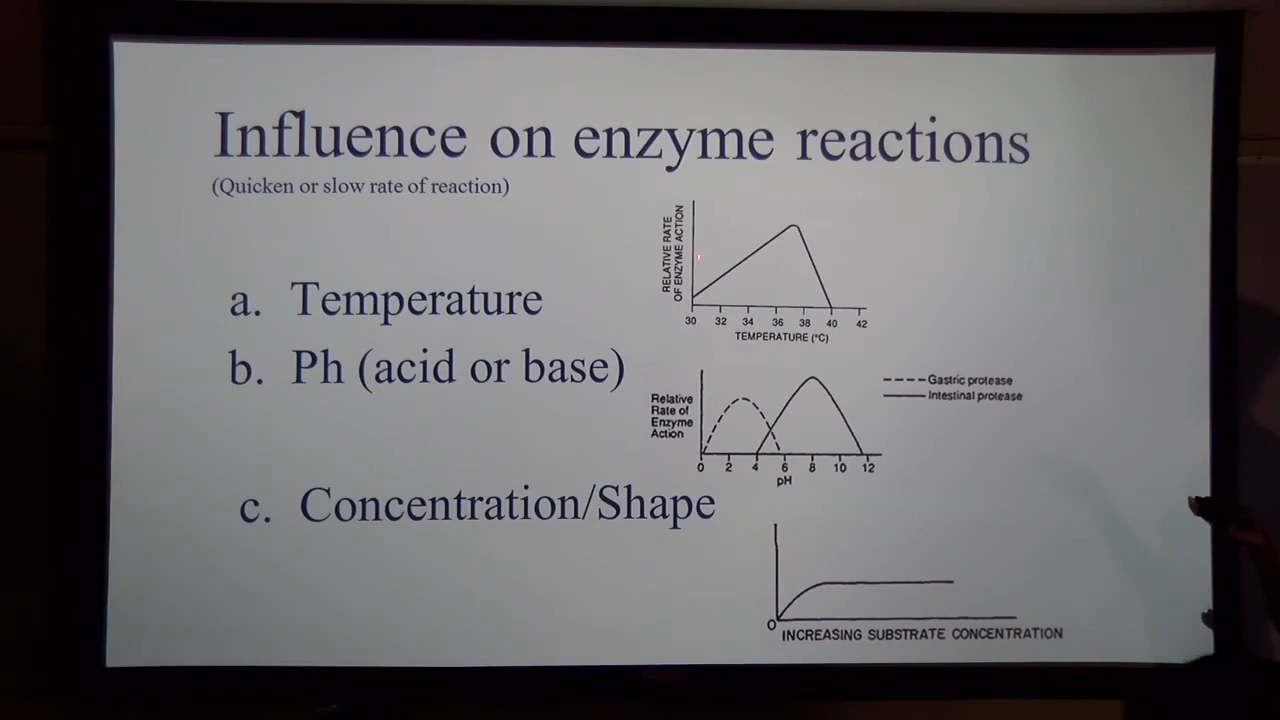 Influence on enzyme reactions
(Quicken or slow rate of reaction)
a. Temperature
RELATIVE RATE
OF ENZYME ACTION
30 32 34 36 38 40 42
TEMPERATURE (°C)
b. Ph (acid or base)
Relative
Rate of
Enzyme
Action
0 2 4 6 8 10 12
pH
Gastric protease
Intestinal protease
c. Concentration/Shape
0
INCREASING SUBSTRATE CONCENTRATION